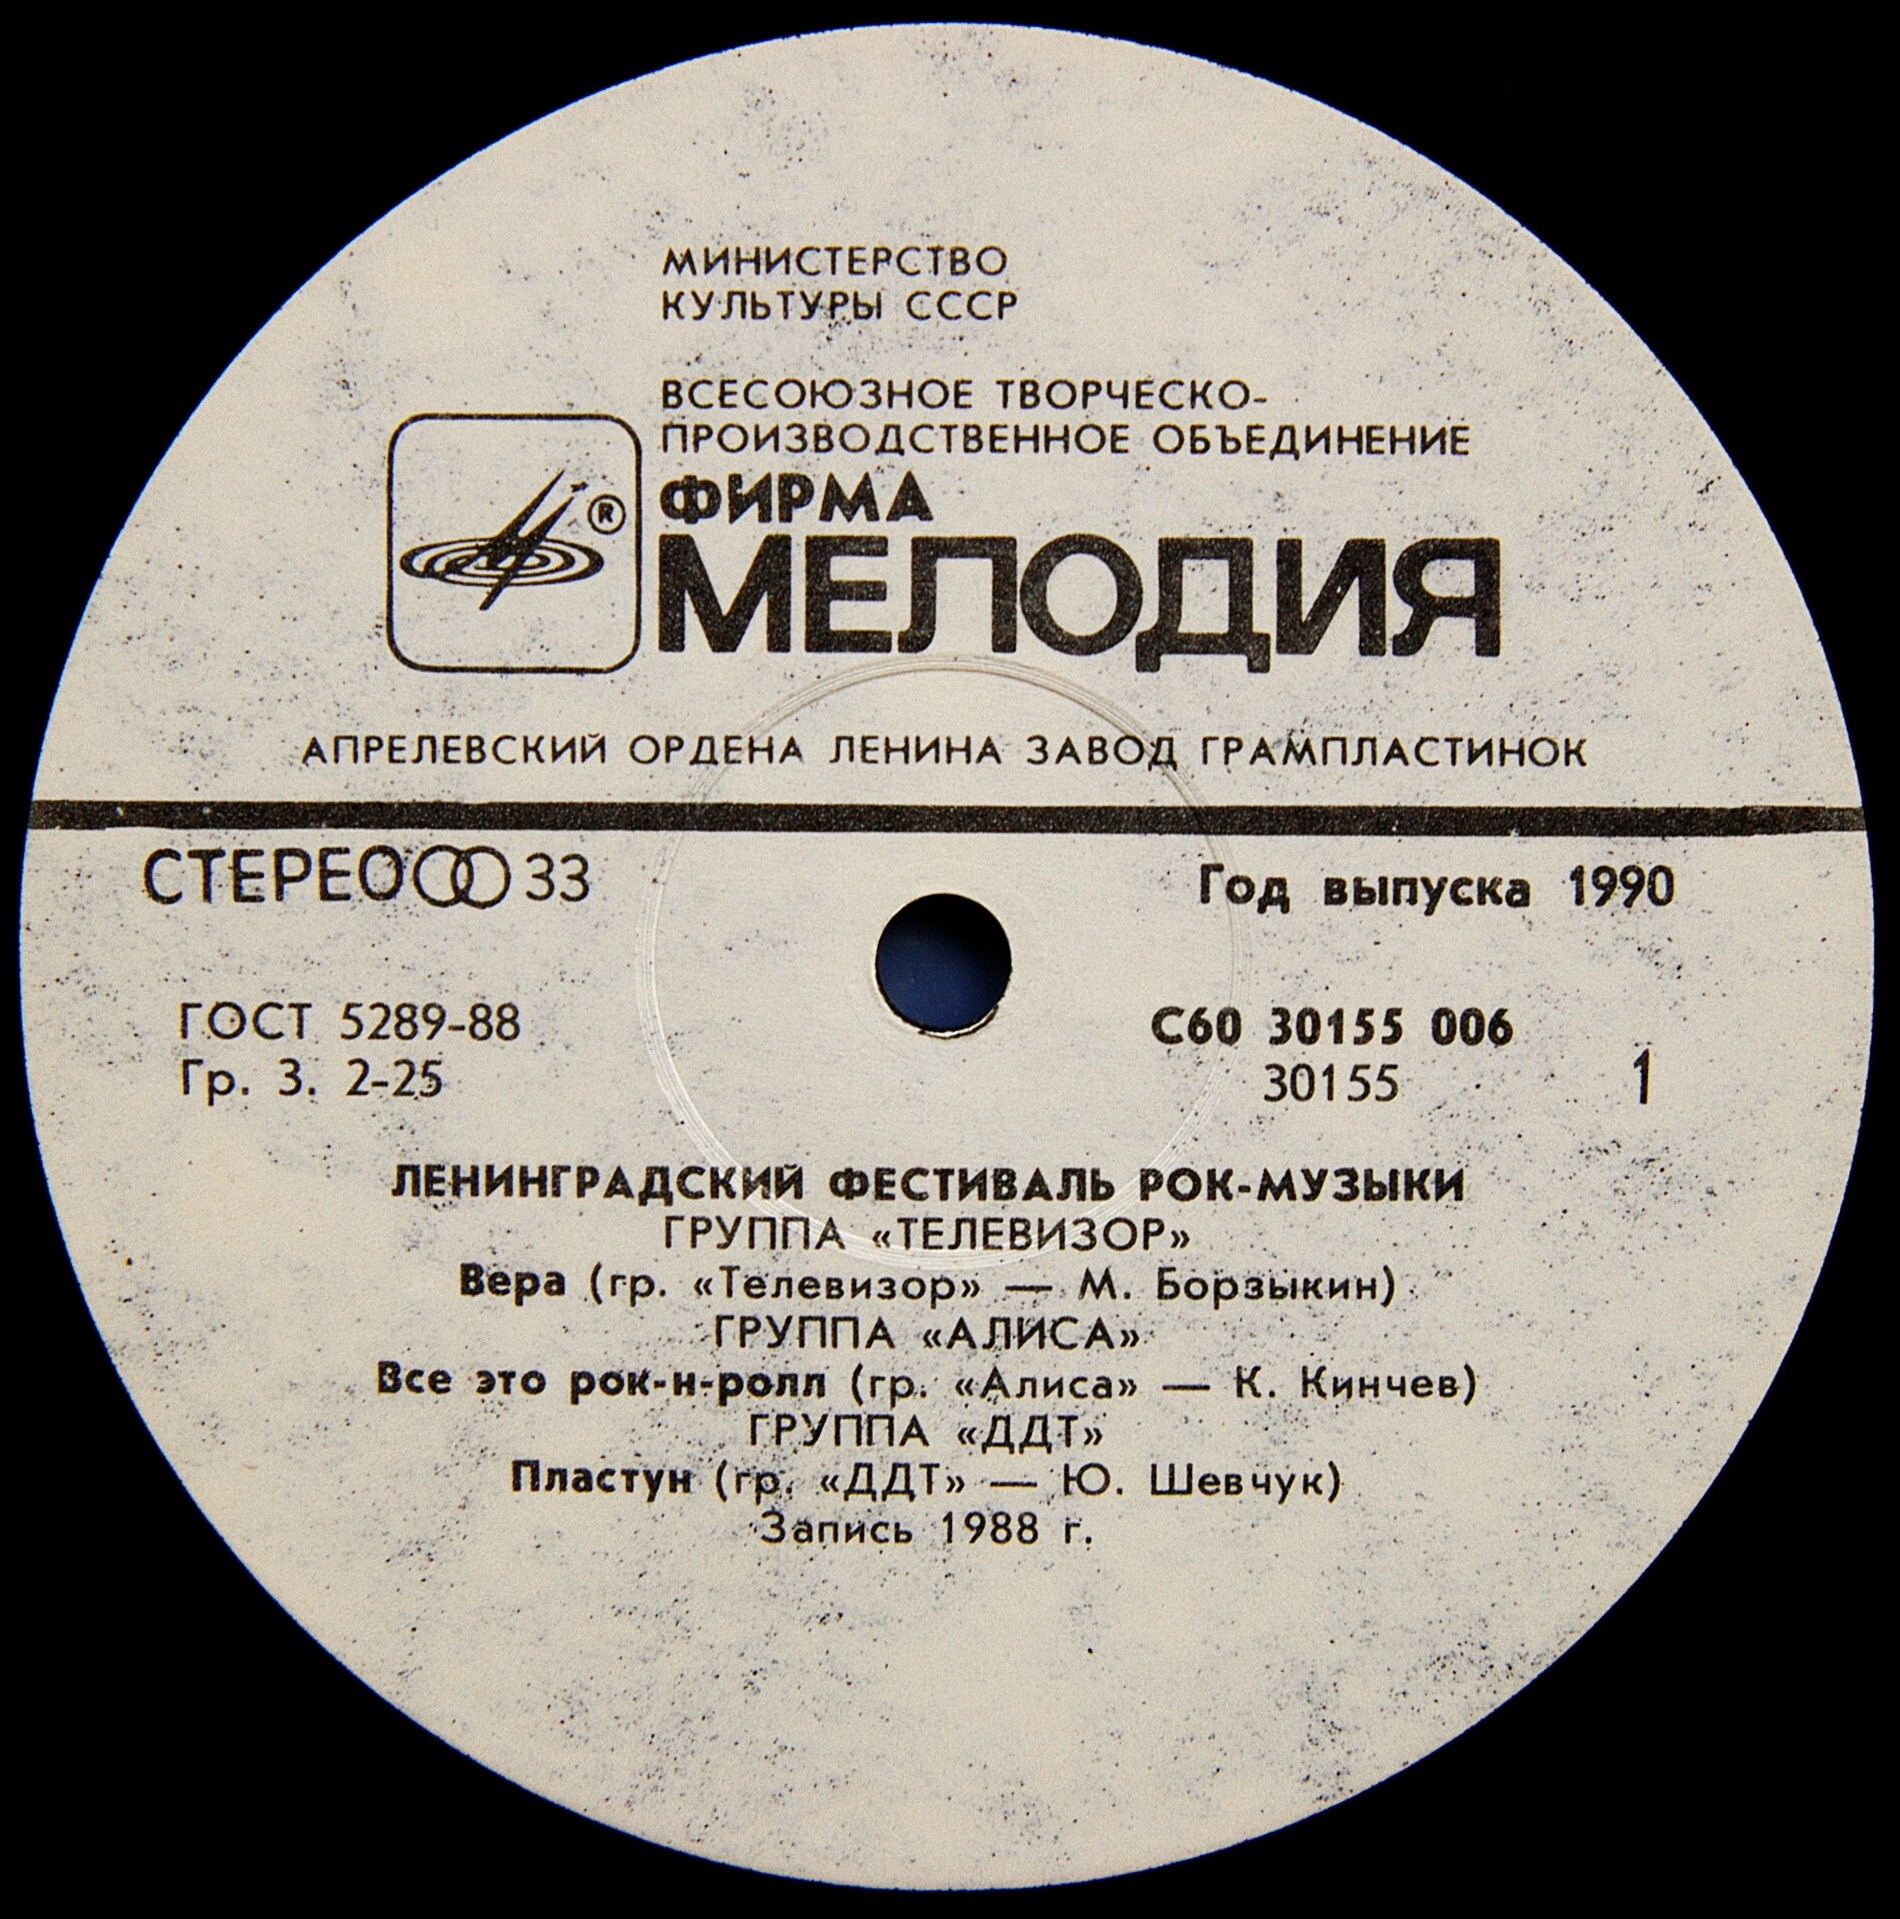 МИНИСТЕРСТВО
КУЛЬТУРЫ СССР
ВСЕСОЮЗНОЕ ТВОРЧЕСКО-
ПРОИЗВОДСТВЕННОЕ ОБЪЕДИНЕНИЕ
ФИРМА
®
МЕЛОДИЯ
АПРЕЛЕВСКИЙ ОРДЕНА ЛЕНИНА ЗАВОД ГРАМПЛАСТИНОК
СТЕРЕО 33
Год выпуска 1990
ГОСТ 5289-88
Гр. 3. 2-25
С60 30155 006
30155
1
ЛЕНИНГРАДСКИЙ ФЕСТИВАЛЬ РОК-МУЗЫКИ
ГРУППА «ТЕЛЕВИЗОР»
Вера (гр. «Телевизор» — М. Борзыкин)
ГРУППА «АЛИСА»
Все это рок-н-ролл (гр. «Алиса» — К. Кинчев)
ГРУППА «ДДТ»
Пластун (гр. «ДДТ» — Ю. Шевчук)
Запись 1988 г.